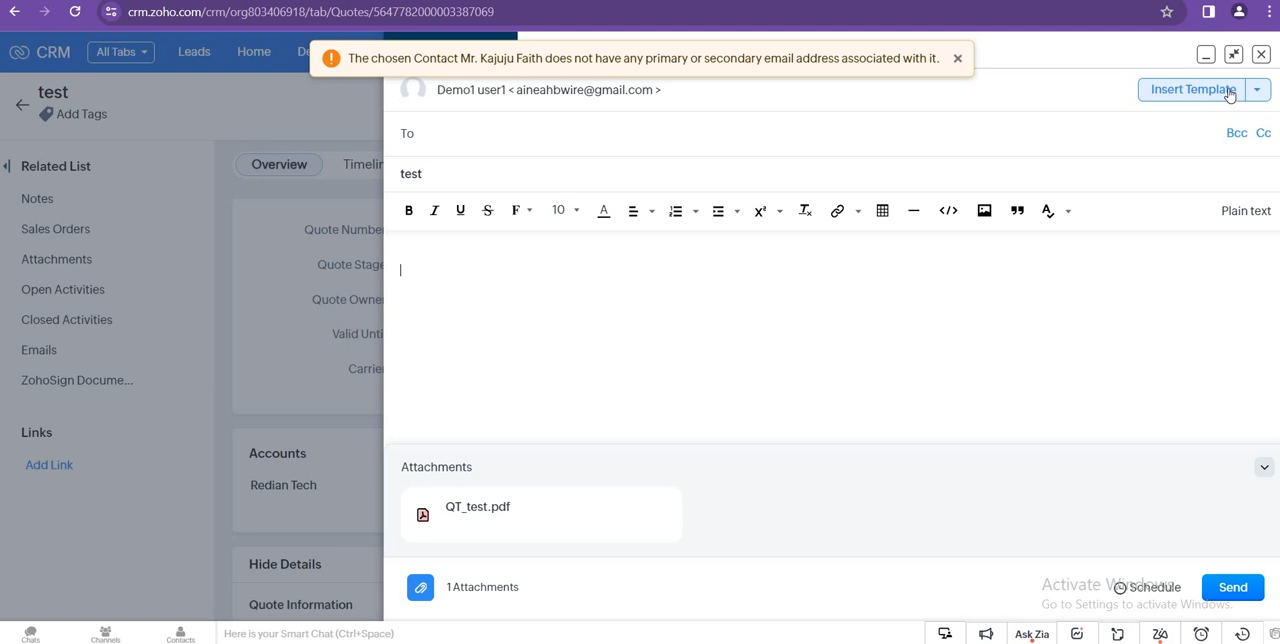 crm.zoho.com/crm/org803406918/tab/Quotes/5647782000003387069
CRM All Tabs Leads Home De
The chosen Contact Mr. Kajuju Faith does not have any primary or secondary email address associated with it.
test
Add Tags
Demo1 user1 < aineahbwire@gmail.com >
Insert Template
To
Bcc Cc
Related List
Overview Timelin
test
Notes
Sales Orders
Attachments
Open Activities
Closed Activities
Emails
ZohoSign Docume...
Links
Add Link
B I U S F 10 A Plain text
Quote Number
Quote Stage
Quote Owner
Valid Unti
Carrier
Accounts
Redian Tech
Hide Details
Quote Information
Attachments
QT_test.pdf
1 Attachments
Schedule
Send
Activate Windows
Go to Settings to activate Windows.
Chats Channels Contacts
Here is your Smart Chat (Ctrl+Space)
Ask Zia